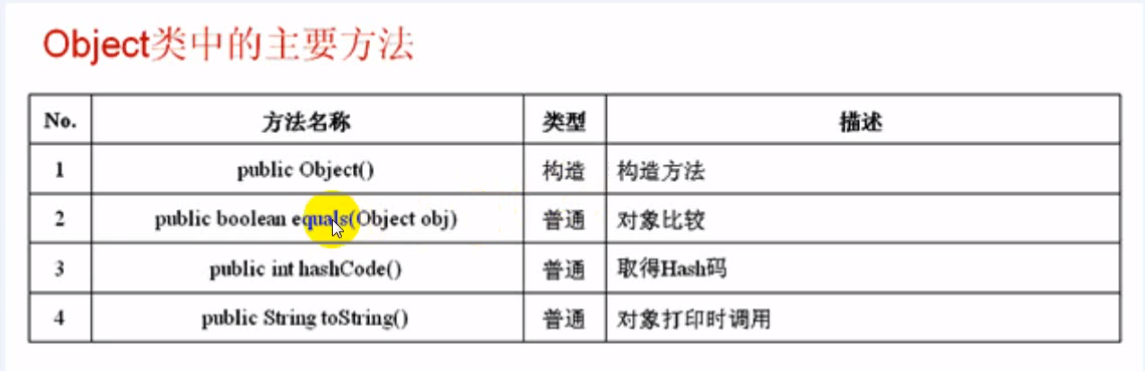 Object类中的主要方法
No. 方法名称 类型 描述
1 public Object() 构造 构造方法
2 public boolean equals(Object obj) 普通 对象比较
3 public int hashCode() 普通 取得Hash码
4 public String toString() 普通 对象打印时调用